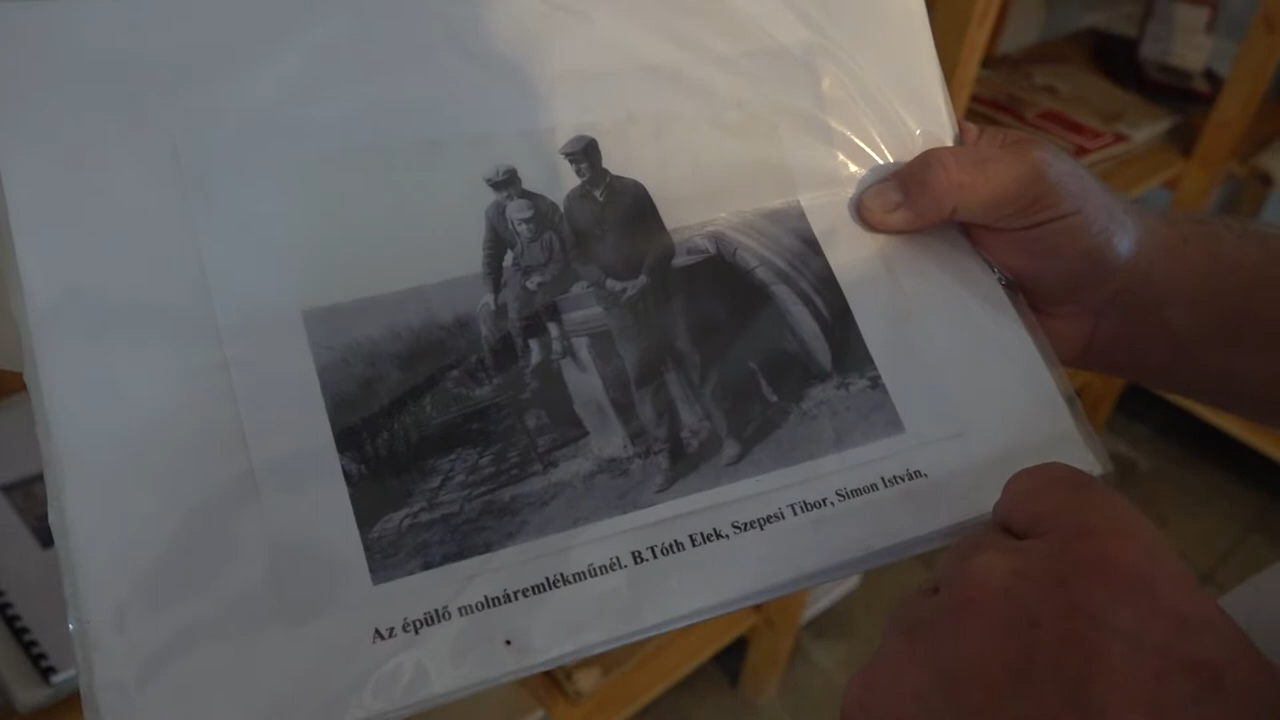 Az épülő molnáremlékműnél. B.Tóth Elek, Szepesi Tibor, Simon István,